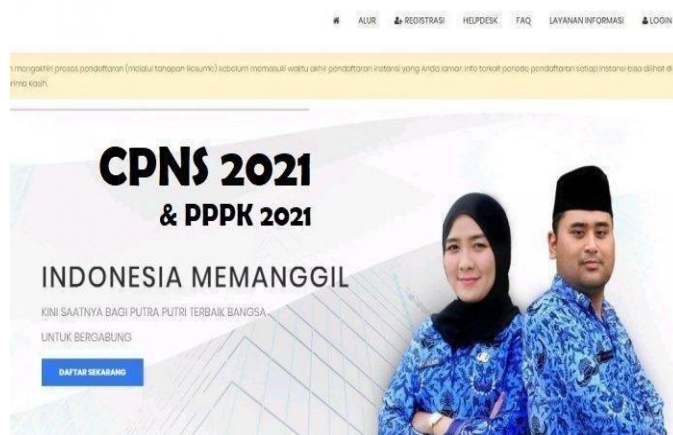 ALUR REGISTRASI HELPDESK FAQ LAYANAN INFORMASI LOGIN
n mengakhiri proses pendaftaran (melalui tahapan Resume) sebelum memasuki waktu akhir pendaftaran instansi yang Anda lamar. Info terkait periode pendaftaran setiap instansi bisa dilihat di
rima kasih.
CPNS 2021
& PPPK 2021
INDONESIA MEMANGGIL
KINI SAATNYA BAGI PUTRA PUTRI TERBAIK BANGSA
UNTUK BERGABUNG
DAFTAR SEKARANG